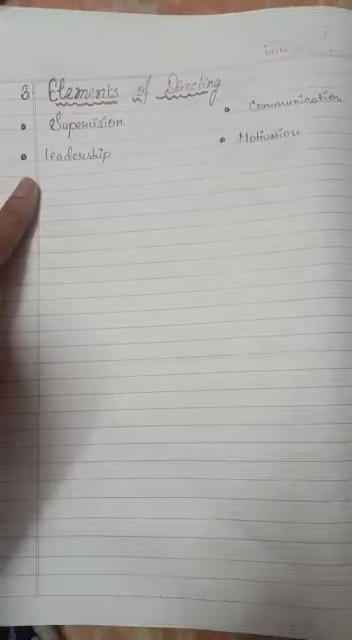 3 Elements of Directing
• Supervision
• Communication
• leadership
• Motivation